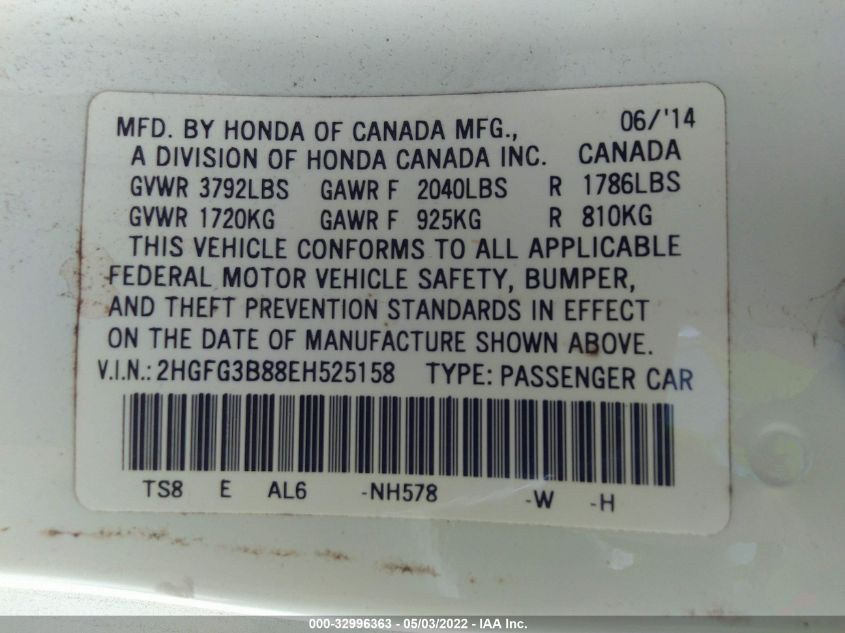 MFD. BY HONDA OF CANADA MFG., 06/'14
A DIVISION OF HONDA CANADA INC. CANADA
GVWR 3792LBS GAWR F 2040LBS R 1786LBS
GVWR 1720KG GAWR F 925KG R 810KG
THIS VEHICLE CONFORMS TO ALL APPLICABLE
FEDERAL MOTOR VEHICLE SAFETY, BUMPER,
AND THEFT PREVENTION STANDARDS IN EFFECT
ON THE DATE OF MANUFACTURE SHOWN ABOVE.
V.I.N.: 2HGFG3B88EH525158 TYPE: PASSENGER CAR
TS8 E AL6 -NH578 -W -H
000-32996363 - 05/03/2022 - IAA Inc.